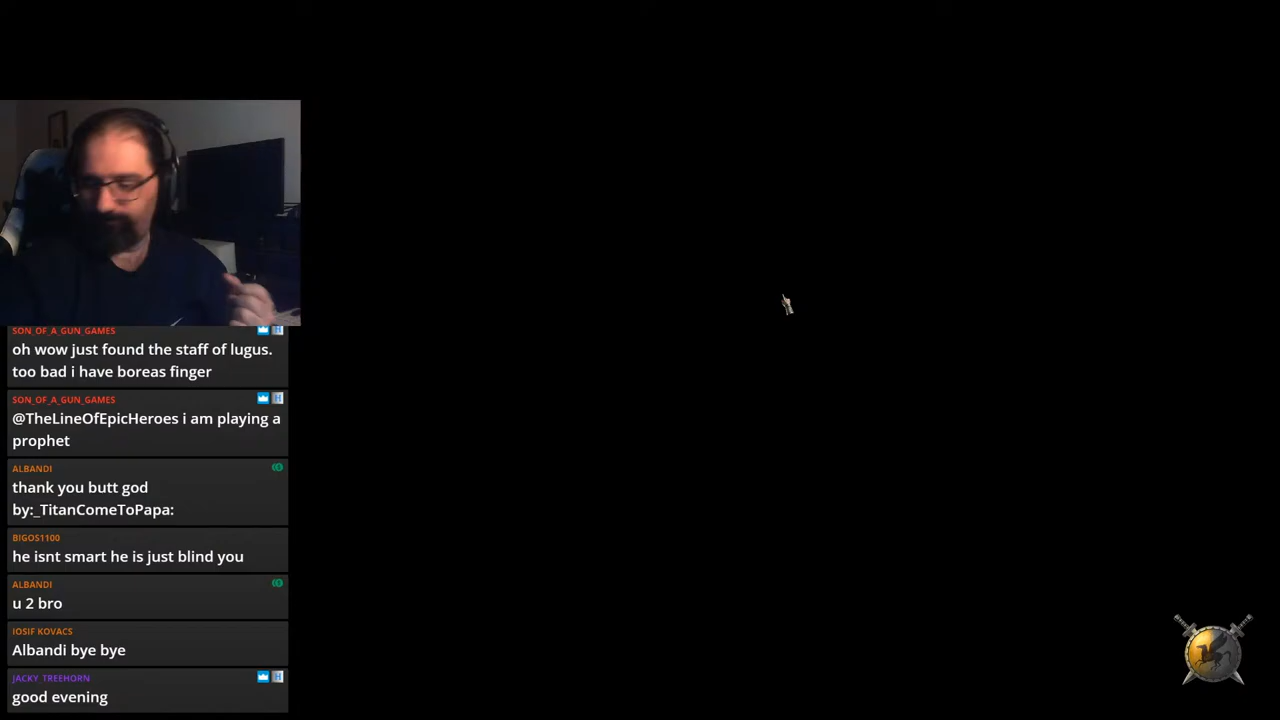 SON_OF_A_GUN_GAMES
oh wow just found the staff of lugus.
too bad i have boreas finger
SON_OF_A_GUN_GAMES
@TheLineOfEpicHeroes i am playing a
prophet
ALBANDI
thank you butt god
by:_TitanComeToPapa:
BIGOS1100
he isnt smart he is just blind you
ALBANDI
u 2 bro
IOSIF KOVACS
Albandi bye bye
JACKY TREEHORN
good evening